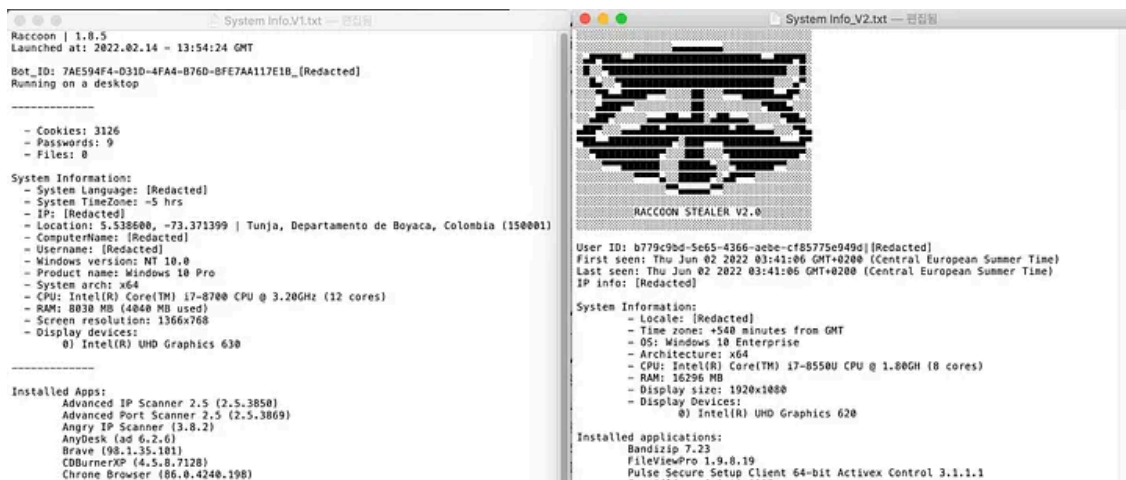 System Info.V1.txt — 편집됨
Raccoon | 1.8.5
Launched at: 2022.02.14 - 13:54:24 GMT
Bot_ID: 7AE594F4-D31D-4FA4-B76D-BFE7AA117E1B_[Redacted]
Running on a desktop
-------------
- Cookies: 3126
- Passwords: 9
- Files: 0
System Information:
- System Language: [Redacted]
- System TimeZone: -5 hrs
- IP: [Redacted]
- Location: 5.538600, -73.371399 | Tunja, Departamento de Boyaca, Colombia (150001)
- ComputerName: [Redacted]
- Username: [Redacted]
- Windows version: NT 10.0
- Product name: Windows 10 Pro
- System arch: x64
- CPU: Intel(R) Core(TM) i7-8700 CPU @ 3.20GHz (12 cores)
- RAM: 8030 MB (4040 MB used)
- Screen resolution: 1366x768
- Display devices:
0) Intel(R) UHD Graphics 630
-------------
Installed Apps:
Advanced IP Scanner 2.5 (2.5.3850)
Advanced Port Scanner 2.5 (2.5.3869)
Angry IP Scanner (3.8.2)
AnyDesk (ad 6.2.6)
Brave (98.1.35.101)
CDBurnerXP (4.5.8.7128)
Chrone Browser (86.0.4240.198)
System Info_V2.txt — 편집됨
RACCOON STEALER V2.0
User ID: b779c9bd-5e65-4366-aebe-cf85775e949d|[Redacted]
First seen: Thu Jun 02 2022 03:41:06 GMT+0200 (Central European Summer Time)
Last seen: Thu Jun 02 2022 03:41:06 GMT+0200 (Central European Summer Time)
IP info: [Redacted]
System Information:
- Locale: [Redacted]
- Time zone: +540 minutes from GMT
- OS: Windows 10 Enterprise
- Architecture: x64
- CPU: Intel(R) Core(TM) i7-8550U CPU @ 1.80GH (8 cores)
- RAM: 16296 MB
- Display size: 1920x1080
- Display Devices:
0) Intel(R) UHD Graphics 620
Installed applications:
Bandizip 7.23
FileViewPro 1.9.8.19
Pulse Secure Setup Client 64-bit Activex Control 3.1.1.1